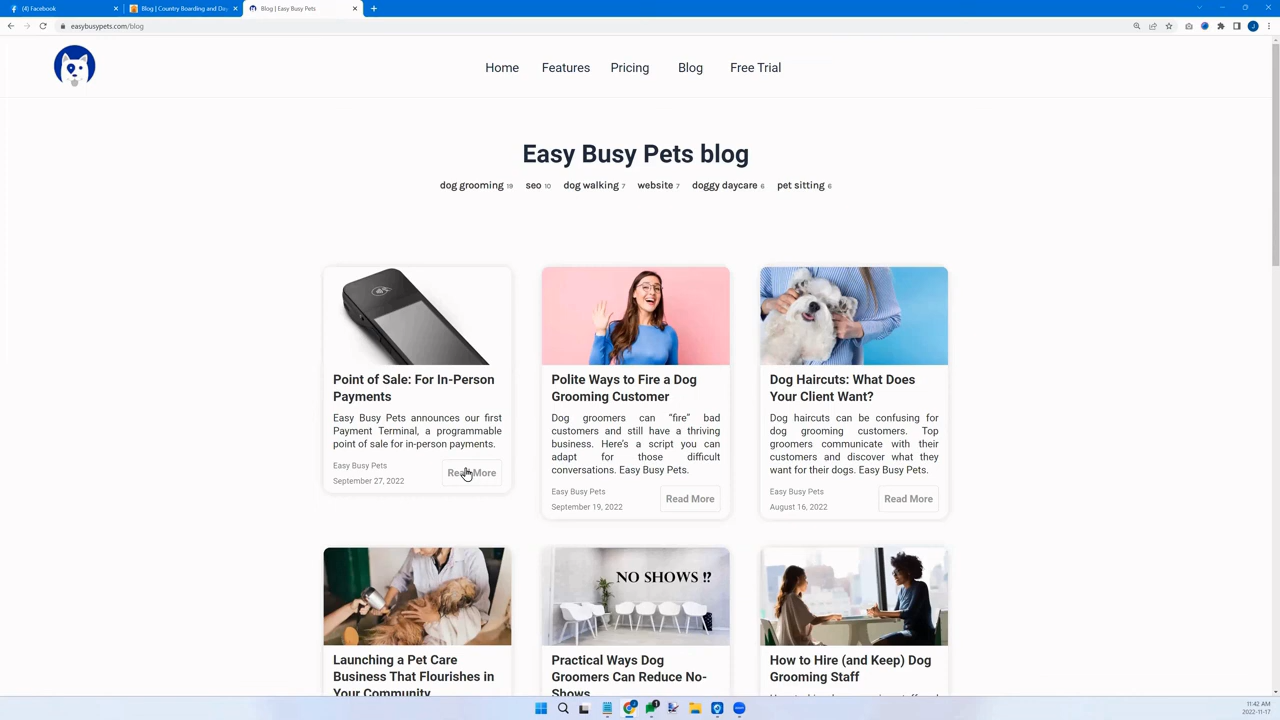 (4) Facebook
Blog | Country Boarding and Da
Blog | Easy Busy Pets
easybusypets.com/blog
Home Features Pricing Blog Free Trial
Easy Busy Pets blog
dog grooming 19 seo 10 dog walking 7 website 7 doggy daycare 6 pet sitting 6
Point of Sale: For In-Person
Payments
Easy Busy Pets announces our first
Payment Terminal, a programmable
point of sale for in-person payments.
Easy Busy Pets
September 27, 2022
Read More
Polite Ways to Fire a Dog
Grooming Customer
Dog groomers can “fire” bad
customers and still have a thriving
business. Here’s a script you can
adapt for those difficult
conversations. Easy Busy Pets.
Easy Busy Pets
September 19, 2022
Read More
Dog Haircuts: What Does
Your Client Want?
Dog haircuts can be confusing for
dog grooming customers. Top
groomers communicate with their
customers and discover what they
want for their dogs. Easy Busy Pets.
Easy Busy Pets
August 16, 2022
Read More
Launching a Pet Care
Business That Flourishes in
Your Community
NO SHOWS !?
Practical Ways Dog
Groomers Can Reduce No-
Shows
How to Hire (and Keep) Dog
Grooming Staff
11:42 AM
2022-11-17